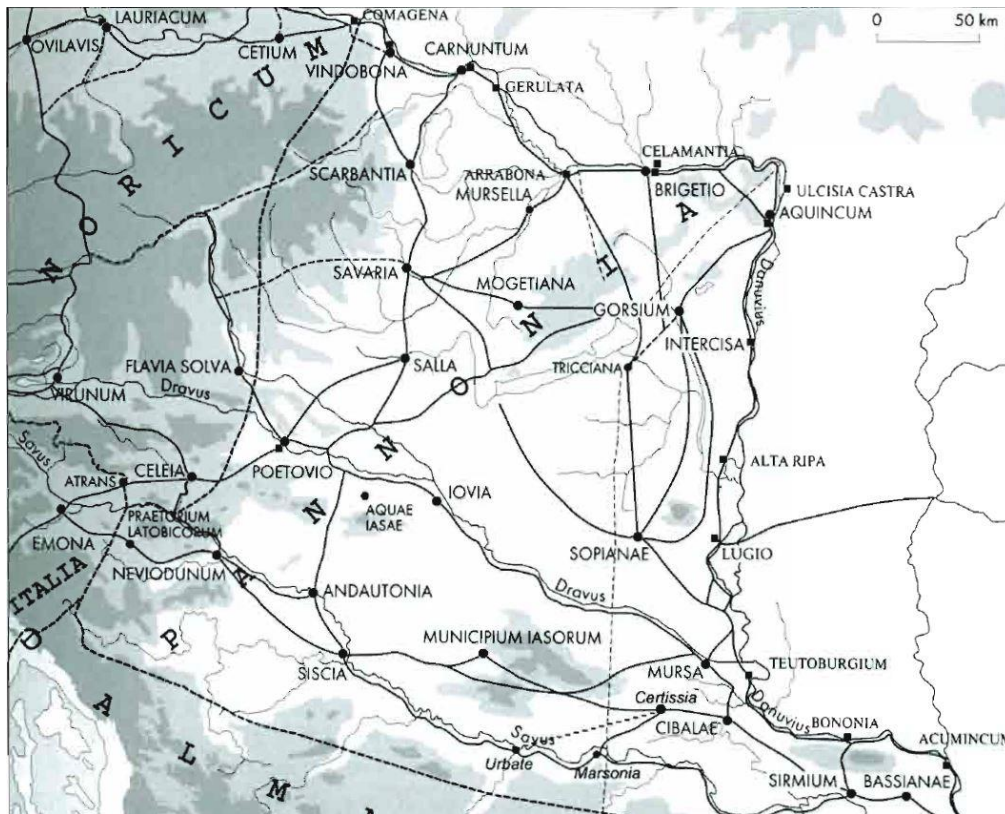 LAURIACUM
COMAGENA
0 50 km
OVILAVIS
CETIUM
CARNUNTUM
VINDOBONA
GERULATA
NORICUM
SCARBANTIA
ARRABONA
MURSELLA
CELAMANTIA
BRIGETIO
ULCISIA CASTRA
AQUINCUM
SAVARIA
MOGETIANA
GORSIUM
Danuvius
INTERCISA
FLAVIA SOLVA
SALLA
TRICCIANA
VIRUNUM
Dravus
PANNONIA
Savus
CELEIA
POETOVIO
ALTA RIPA
ATRANS
AQUAE
IASAE
IOVIA
PRAETORIUM
LATOBICORUM
EMONA
SOPIANAE
LUGIO
NEVIODUNUM
ITALIA
ANDAUTONIA
Dravus
MUNICIPIUM IASORUM
SISCIA
MURSA
TEUTOBURGIUM
Certissia
Danuvius
CIBALAE
BONONIA
Savus
ACUMINCUM
Urbate
Marsonia
SIRMIUM
BASSIANAE
DALMA